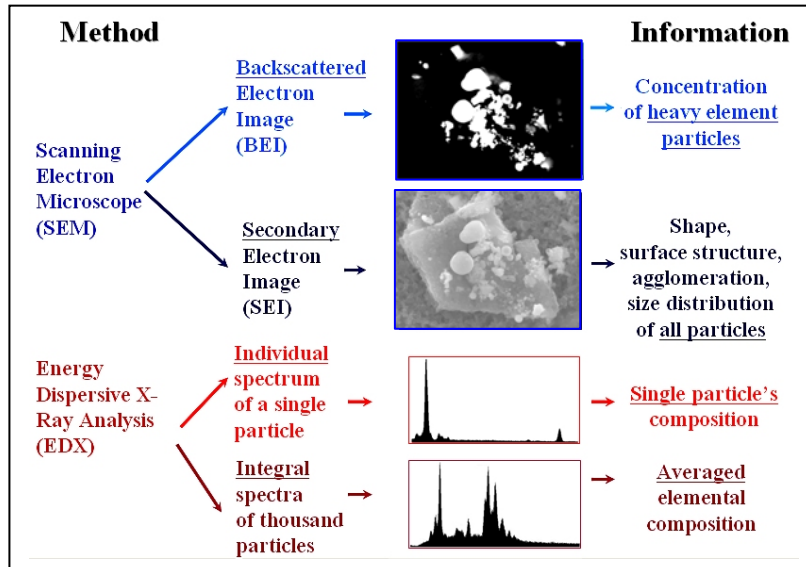 Method
Information
Scanning
Electron
Microscope
(SEM)
Backscattered
Electron
Image
(BEI)
Concentration
of heavy element
particles
Secondary
Electron
Image
(SEI)
Shape,
surface structure,
agglomeration,
size distribution
of all particles
Energy
Dispersive X-
Ray Analysis
(EDX)
Individual
spectrum
of a single
particle
Single particle's
composition
Integral
spectra
of thousand
particles
Averaged
elemental
composition